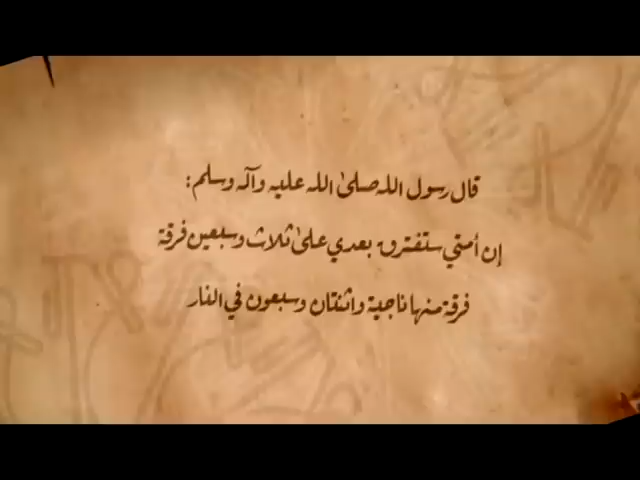 قال رسول الله صلى الله عليه وآله وسلم:
إن أمتي ستفترق بعدي على ثلاث وسبعين فرقة
فرقة منها ناجية واثنتان وسبعون في النار